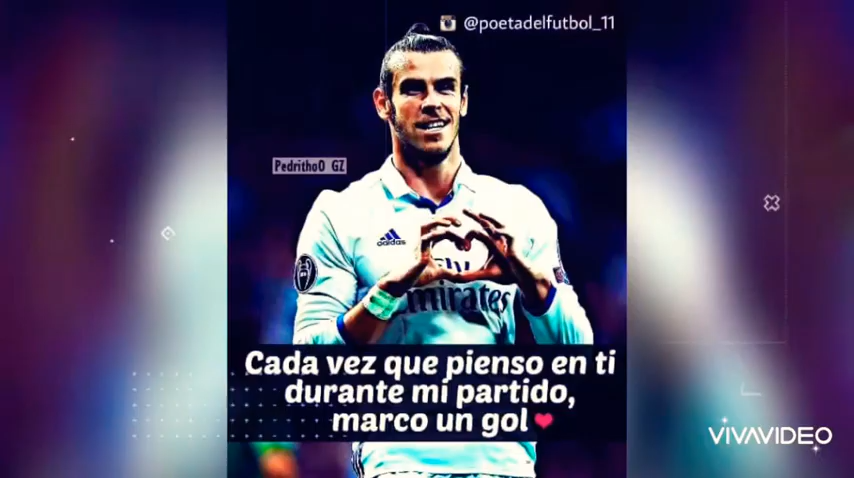 @poetadelfutbol_11
PedrithoO GZ
adidas
Fly
Emirates
Cada vez que pienso en ti
durante mi partido,
marco un gol
VIVAVIDEO